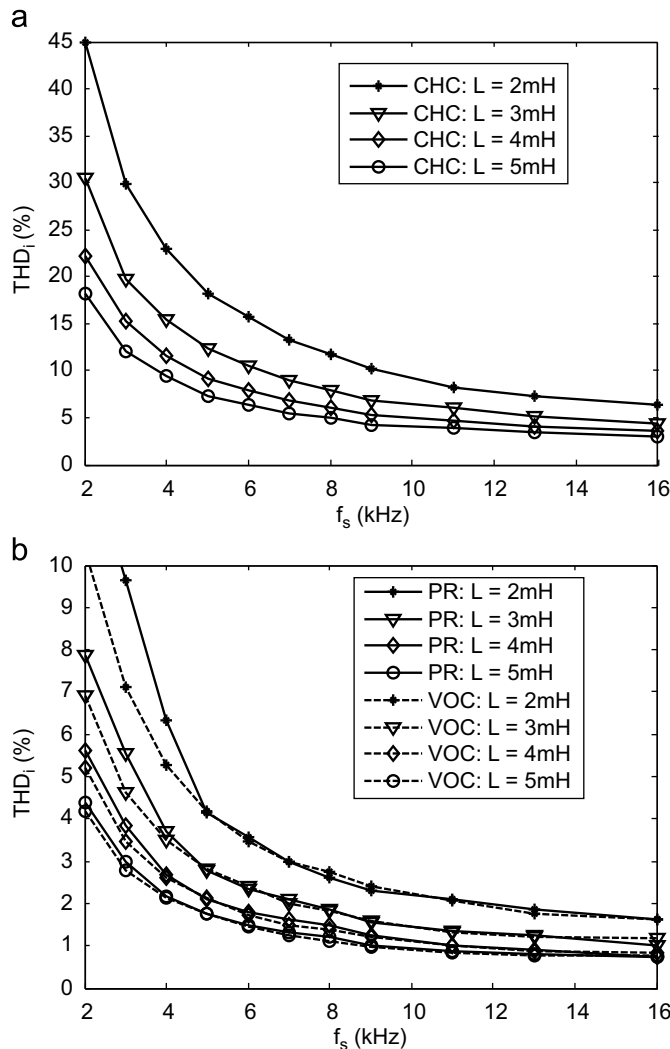 a
45
40
35
30
25
20
15
10
5
0
THDi (%)
CHC: L = 2mH
CHC: L = 3mH
CHC: L = 4mH
CHC: L = 5mH
2 4 6 8 10 12 14 16
fs (kHz)
b
10
9
8
7
6
5
4
3
2
1
0
THDi (%)
PR: L = 2mH
PR: L = 3mH
PR: L = 4mH
PR: L = 5mH
VOC: L = 2mH
VOC: L = 3mH
VOC: L = 4mH
VOC: L = 5mH
2 4 6 8 10 12 14 16
fs (kHz)